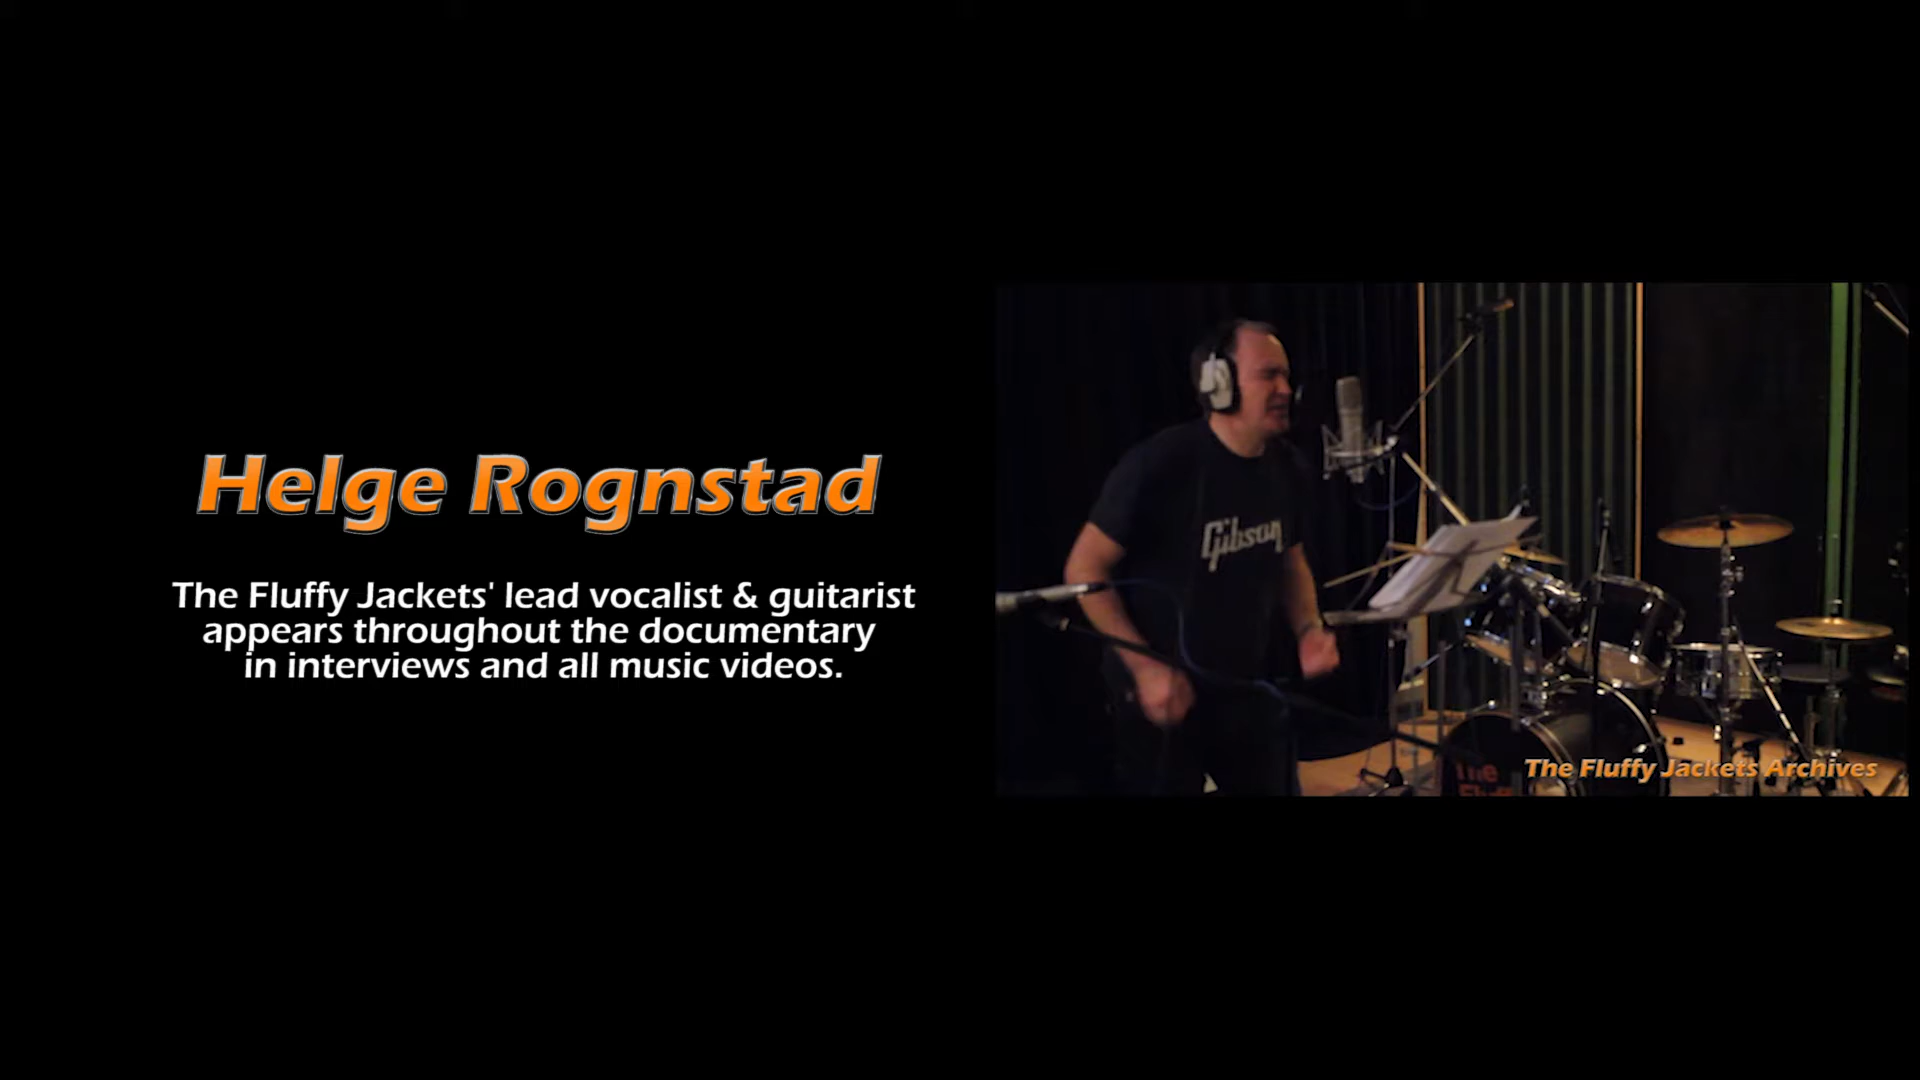 Helge Rognstad
The Fluffy Jackets' lead vocalist & guitarist
appears throughout the documentary
in interviews and all music videos.
Gibson
The
The Fluffy Jackets Archives